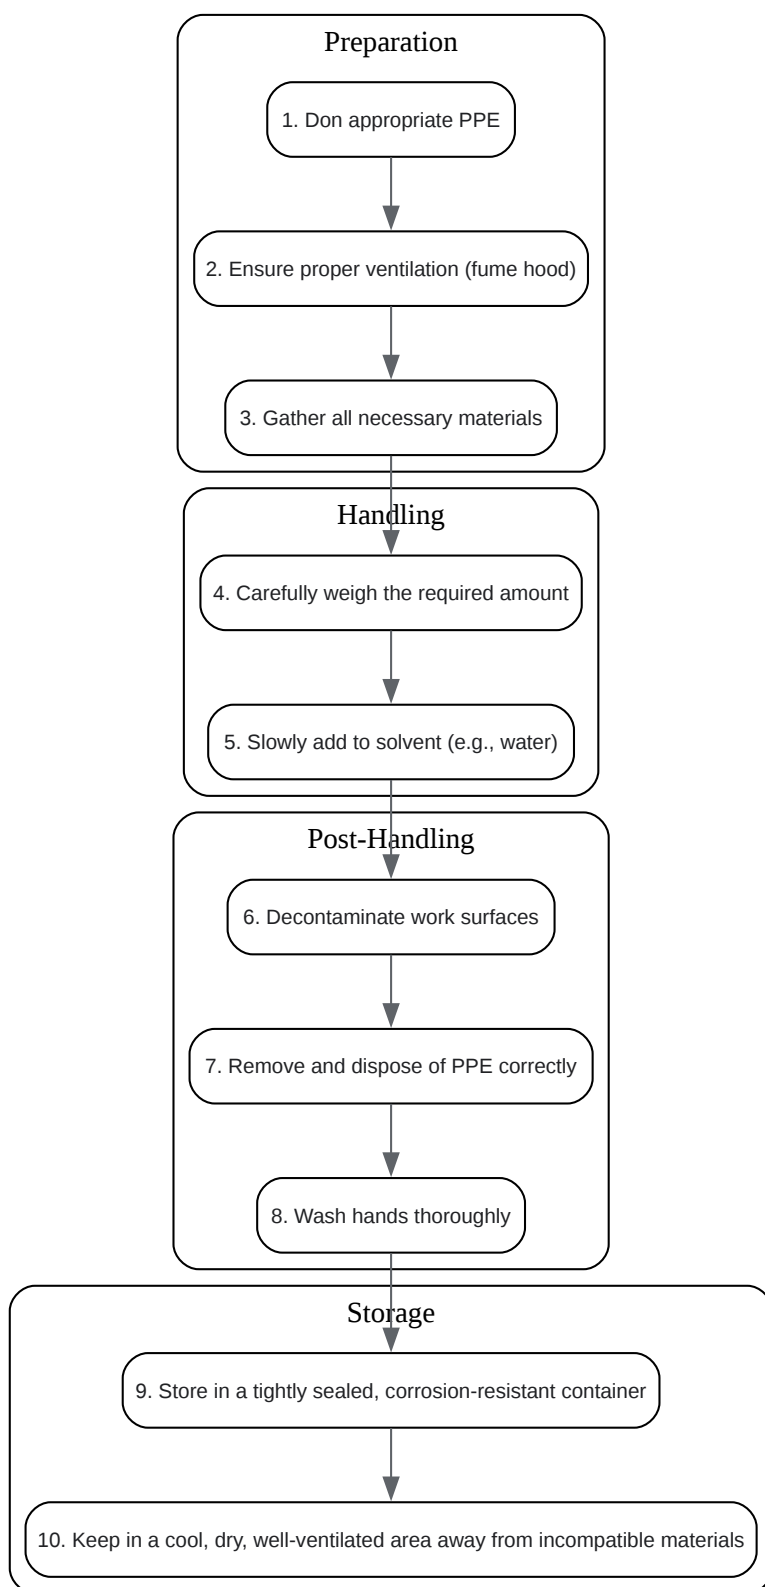 Preparation
1. Don appropriate PPE
2. Ensure proper ventilation (fume hood)
3. Gather all necessary materials
Handling
4. Carefully weigh the required amount
5. Slowly add to solvent (e.g., water)
Post-Handling
6. Decontaminate work surfaces
7. Remove and dispose of PPE correctly
8. Wash hands thoroughly
Storage
9. Store in a tightly sealed, corrosion-resistant container
10. Keep in a cool, dry, well-ventilated area away from incompatible materials